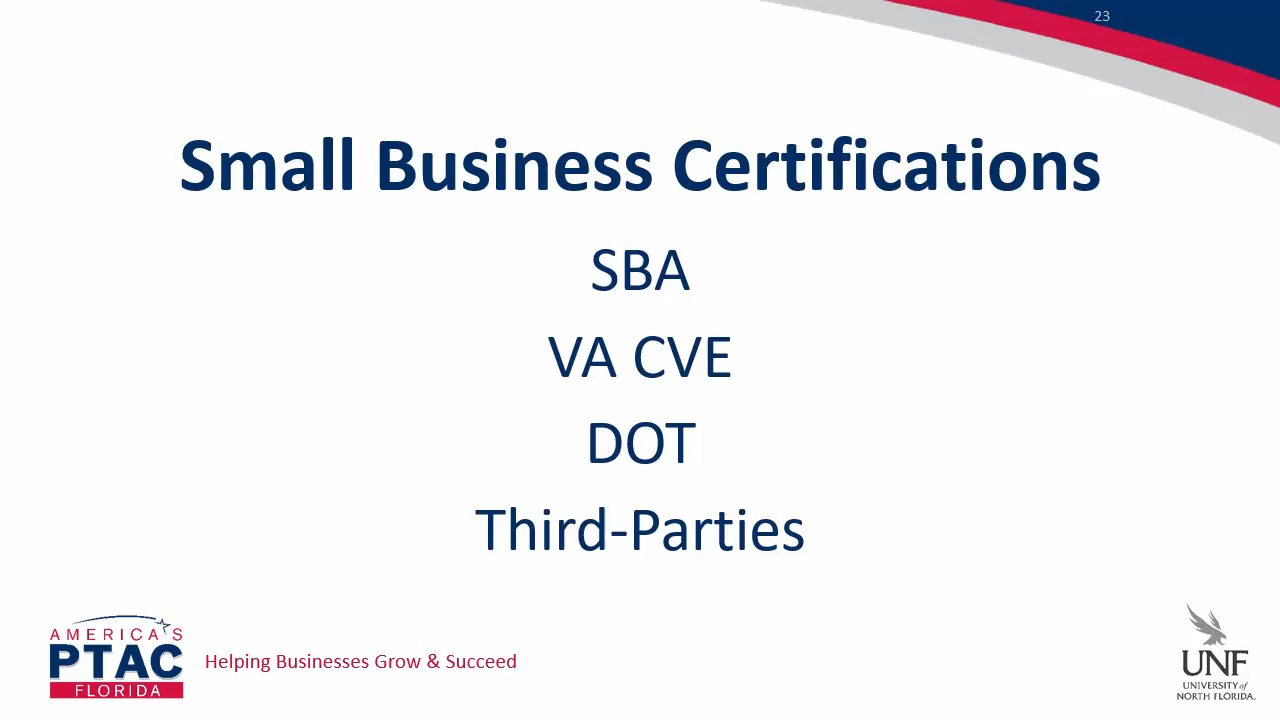 23
Small Business Certifications
SBA
VA CVE
DOT
Third-Parties
AMERICA'S
PTAC
FLORIDA
Helping Businesses Grow & Succeed
UNF
UNIVERSITY of
NORTH FLORIDA.